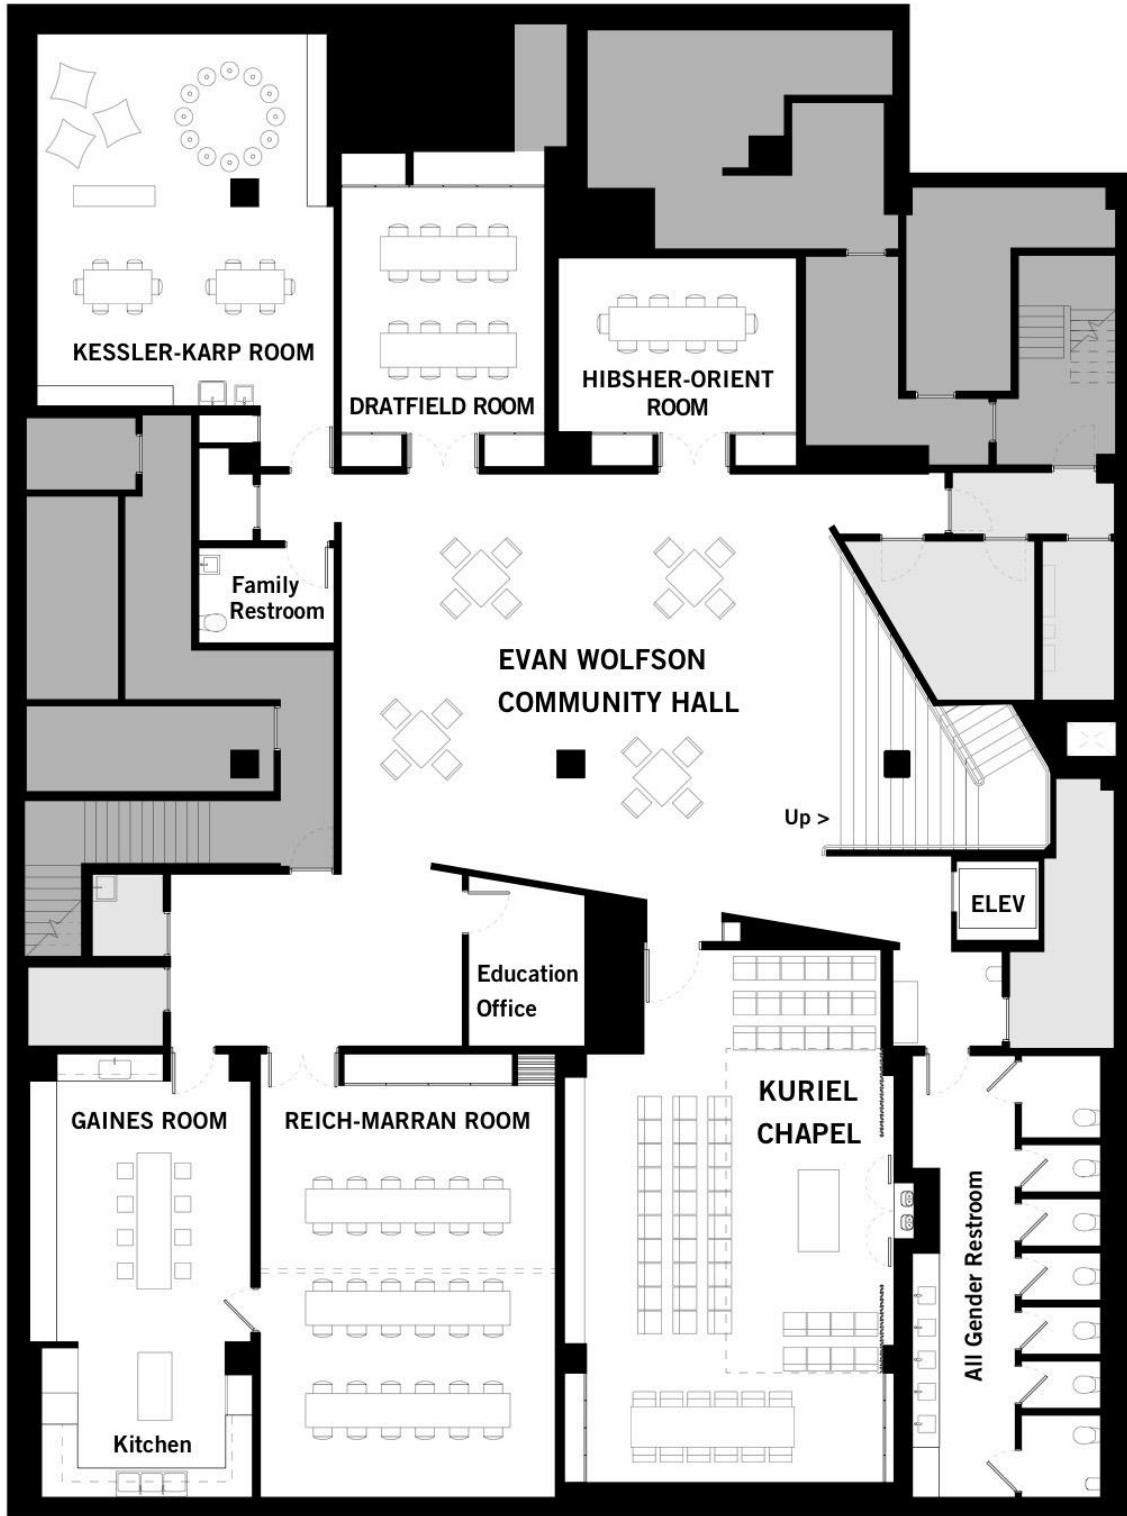 KESSLER-KARP ROOM
DRATFIELD ROOM
HIBSHER-ORIENT
ROOM
Family
Restroom
EVAN WOLFSON
COMMUNITY HALL
Up >
ELEV
Education
Office
GAINES ROOM
REICH-MARRAN ROOM
KURIEL
CHAPEL
All Gender Restroom
Kitchen